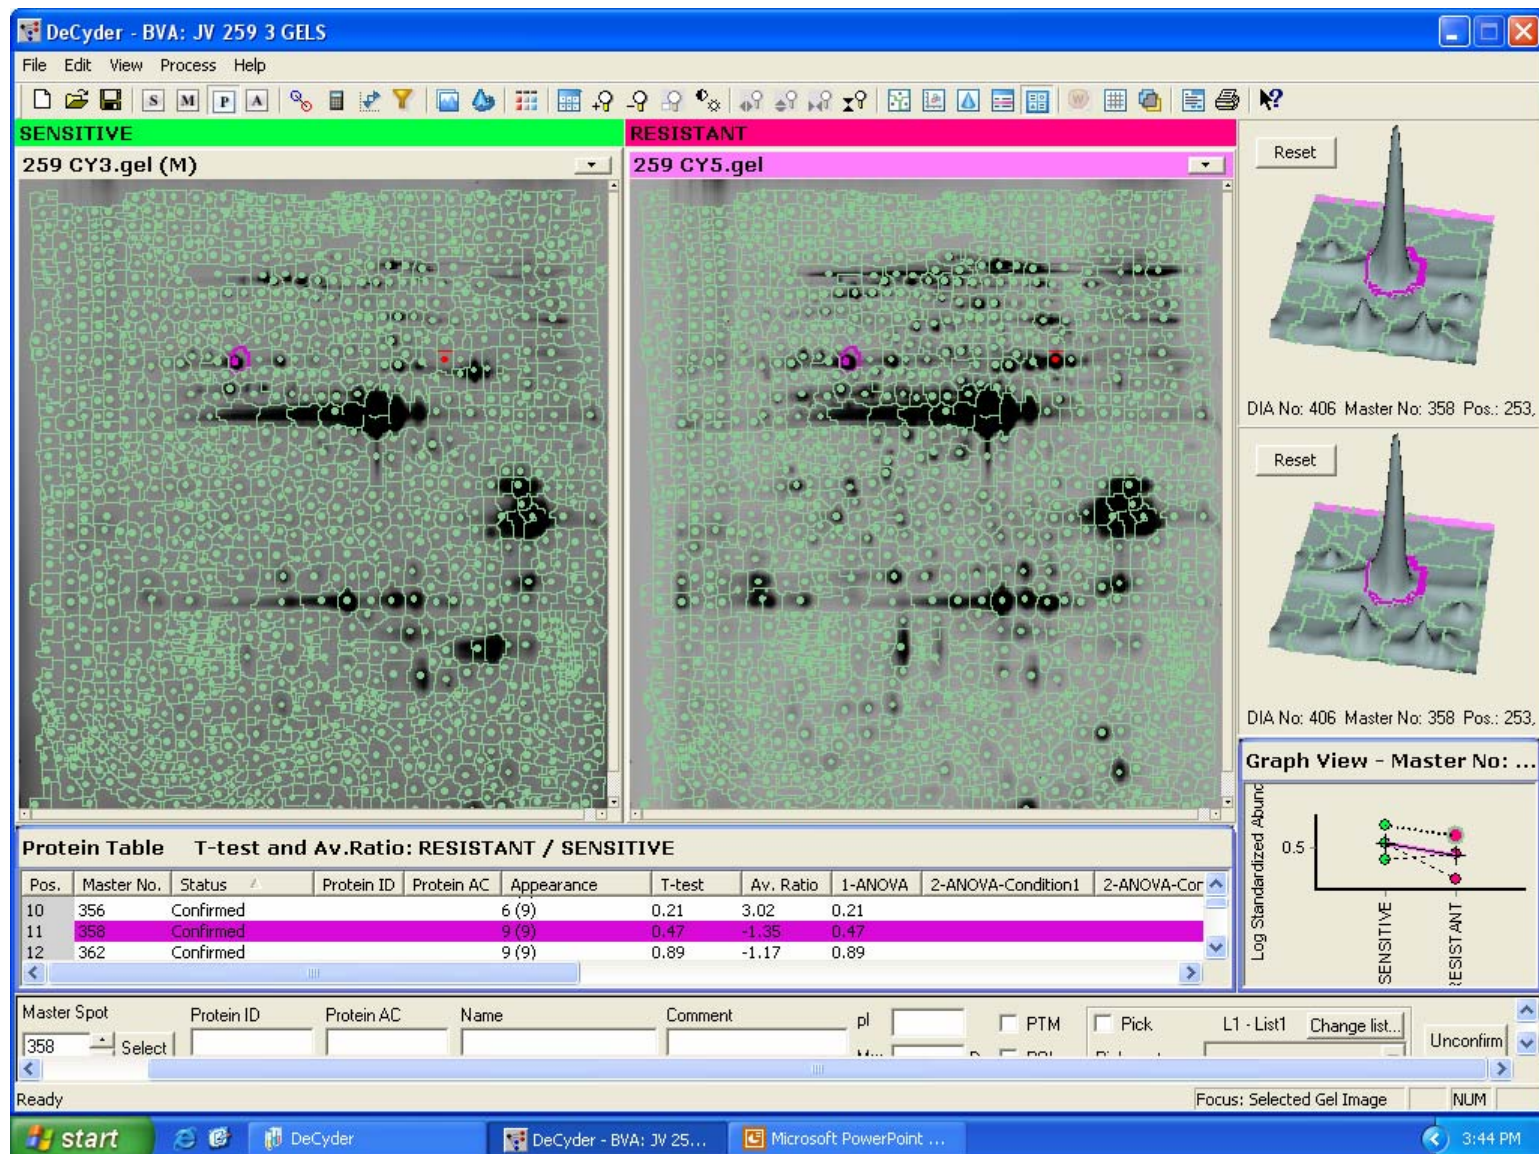 DeCyder - BVA: JV 259 3 GELS
File Edit View Process Help
S M P A
SENSITIVE RESISTANT
259 CY3.gel (M) 259 CY5.gel
Reset
DIA No: 406 Master No: 358 Pos.: 253,
Reset
DIA No: 406 Master No: 358 Pos.: 253,
Graph View - Master No: ...
Log Standardized Abund
0.5
SENSITIVE
RESISTANT
Protein Table T-test and Av.Ratio: RESISTANT / SENSITIVE
Pos. Master No. Status Protein ID Protein AC Appearance T-test Av. Ratio 1-ANOVA 2-ANOVA-Condition1 2-ANOVA-Cor
10 356 Confirmed 6 (9) 0.21 3.02 0.21
11 358 Confirmed 9 (9) 0.47 -1.35 0.47
12 362 Confirmed 9 (9) 0.89 -1.17 0.89
Master Spot Protein ID Protein AC Name Comment pI PTM Pick L1 - List1 Change list...
358 Select Unconfirm
Ready Focus: Selected Gel Image NUM
start DeCyder DeCyder - BVA: JV 25... Microsoft PowerPoint ... 3:44 PM